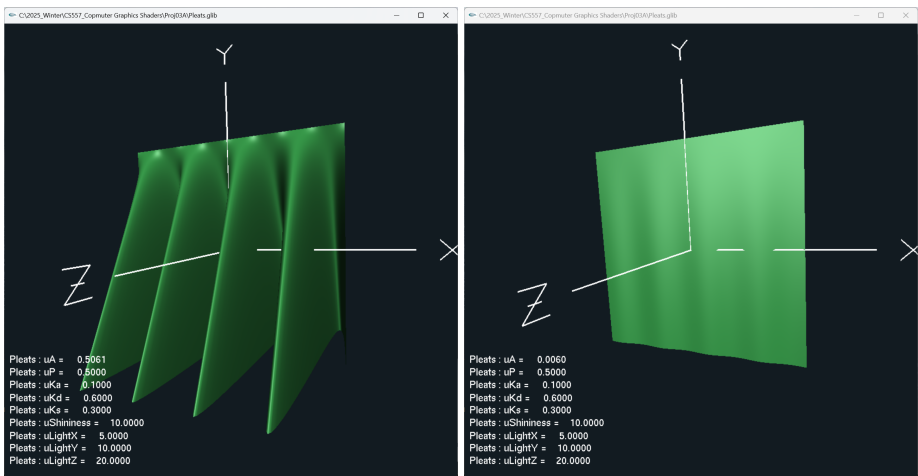 C:\2025_Winter\CS557_Copmuter Graphics Shaders\Proj03A\Pleats.glib
Y
X
Z
Pleats : uA = 0.5061
Pleats : uP = 0.5000
Pleats : uKa = 0.1000
Pleats : uKd = 0.6000
Pleats : uKs = 0.3000
Pleats : uShininess = 10.0000
Pleats : uLightX = 5.0000
Pleats : uLightY = 10.0000
Pleats : uLightZ = 20.0000
C:\2025_Winter\CS557_Copmuter Graphics Shaders\Proj03A\Pleats.glib
Y
X
Z
Pleats : uA = 0.0060
Pleats : uP = 0.5000
Pleats : uKa = 0.1000
Pleats : uKd = 0.6000
Pleats : uKs = 0.3000
Pleats : uShininess = 10.0000
Pleats : uLightX = 5.0000
Pleats : uLightY = 10.0000
Pleats : uLightZ = 20.0000